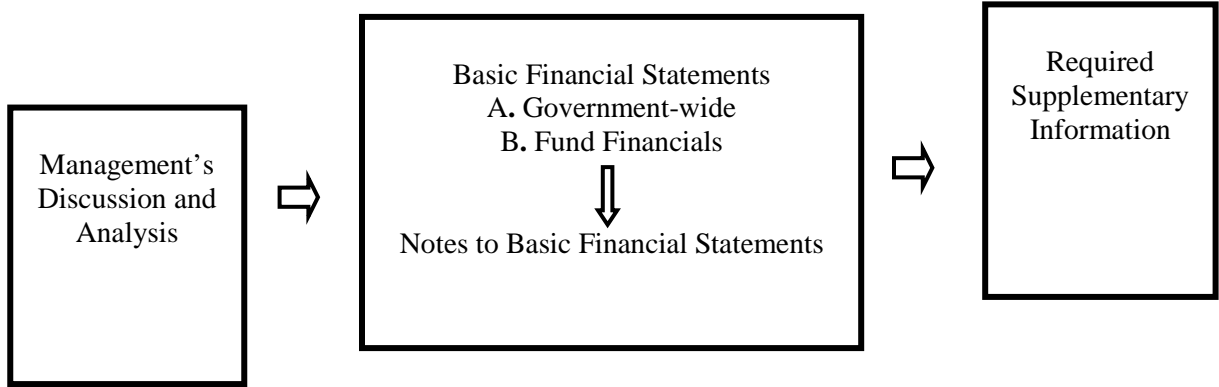 Management’s
Discussion and
Analysis
Basic Financial Statements
A. Government-wide
B. Fund Financials
Notes to Basic Financial Statements
Required
Supplementary
Information